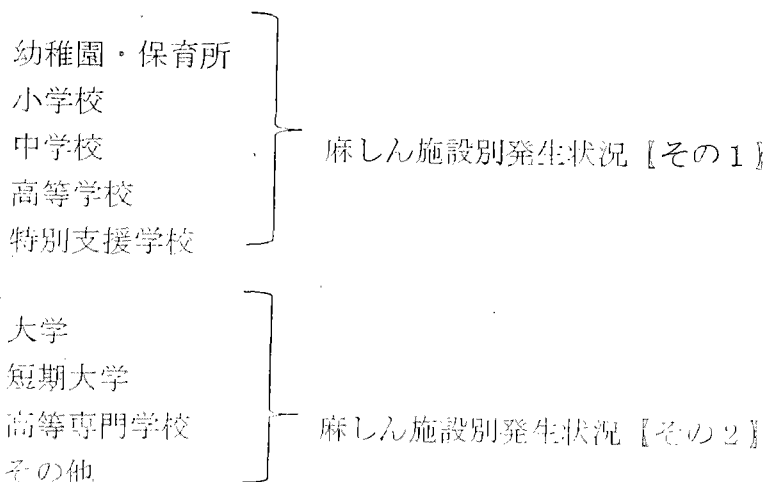 幼稚園・保育所
小学校
中学校
高等学校
特別支援学校
麻しん施設別発生状況〖その1〗
大学
短期大学
高等専門学校
その他
麻しん施設別発生状況〖その2〗